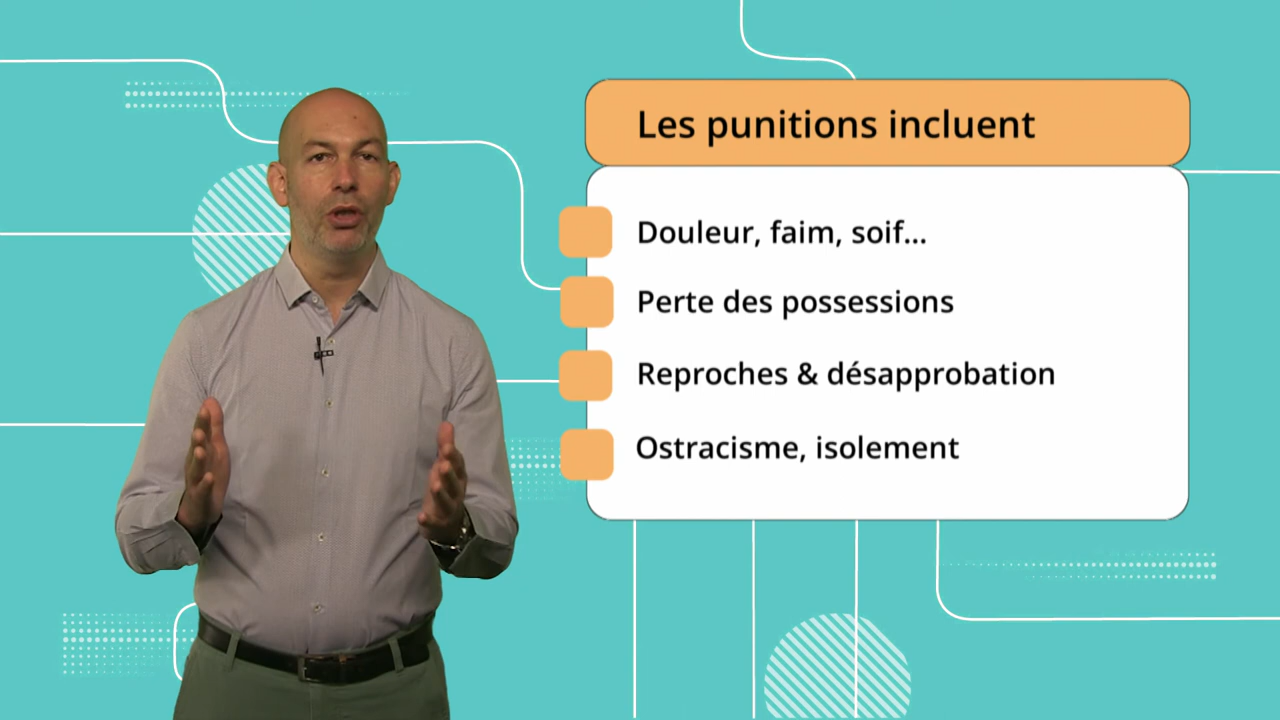 Les punitions incluent
Douleur, faim, soif...
Perte des possessions
Reproches & désapprobation
Ostracisme, isolement